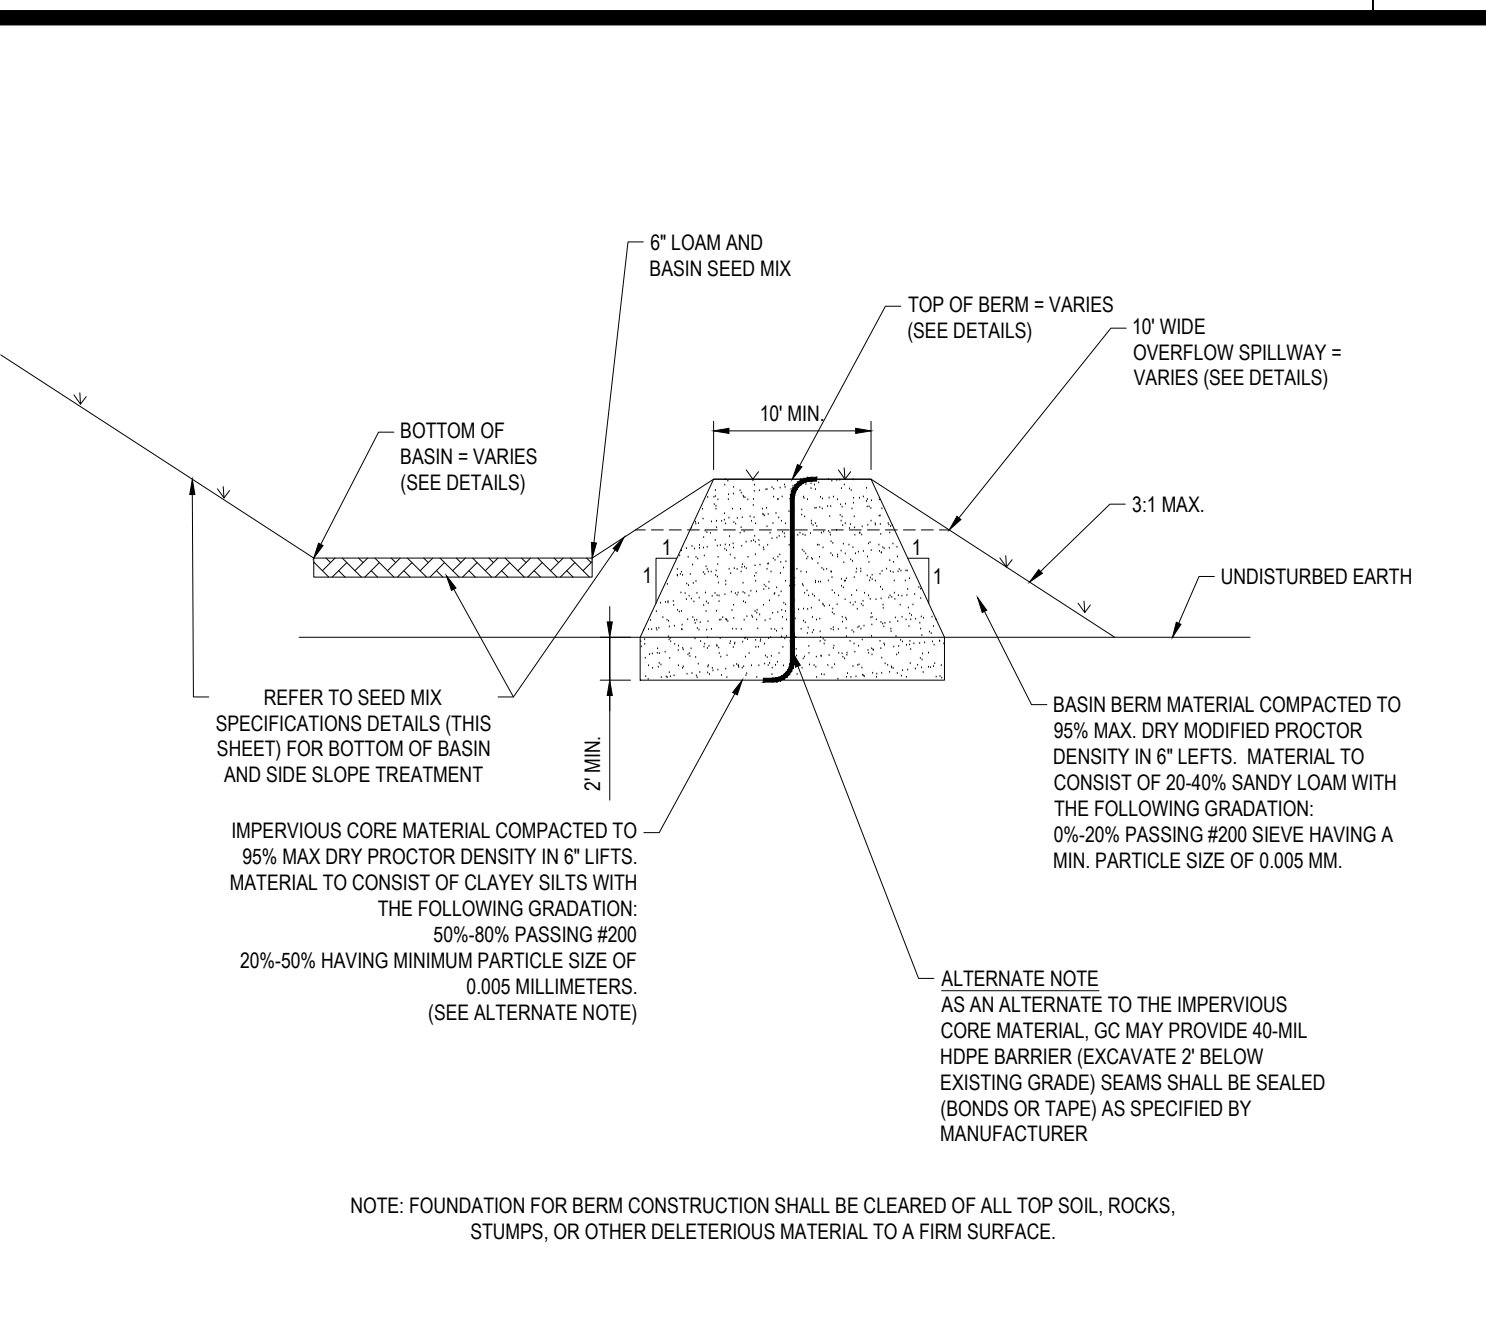 6" LOAM AND
BASIN SEED MIX
TOP OF BERM = VARIES
(SEE DETAILS)
10' WIDE
OVERFLOW SPILLWAY =
VARIES (SEE DETAILS)
10' MIN.
BOTTOM OF
BASIN = VARIES
(SEE DETAILS)
3:1 MAX.
1
1
1
1
UNDISTURBED EARTH
REFER TO SEED MIX
SPECIFICATIONS DETAILS (THIS
SHEET) FOR BOTTOM OF BASIN
AND SIDE SLOPE TREATMENT
2' MIN.
BASIN BERM MATERIAL COMPACTED TO
95% MAX. DRY MODIFIED PROCTOR
DENSITY IN 6" LEFTS. MATERIAL TO
CONSIST OF 20-40% SANDY LOAM WITH
THE FOLLOWING GRADATION:
0%-20% PASSING #200 SIEVE HAVING A
MIN. PARTICLE SIZE OF 0.005 MM.
IMPERVIOUS CORE MATERIAL COMPACTED TO
95% MAX DRY PROCTOR DENSITY IN 6" LIFTS.
MATERIAL TO CONSIST OF CLAYEY SILTS WITH
THE FOLLOWING GRADATION:
50%-80% PASSING #200
20%-50% HAVING MINIMUM PARTICLE SIZE OF
0.005 MILLIMETERS.
(SEE ALTERNATE NOTE)
ALTERNATE NOTE
AS AN ALTERNATE TO THE IMPERVIOUS
CORE MATERIAL, GC MAY PROVIDE 40-MIL
HDPE BARRIER (EXCAVATE 2' BELOW
EXISTING GRADE) SEAMS SHALL BE SEALED
(BONDS OR TAPE) AS SPECIFIED BY
MANUFACTURER
NOTE: FOUNDATION FOR BERM CONSTRUCTION SHALL BE CLEARED OF ALL TOP SOIL, ROCKS,
STUMPS, OR OTHER DELETERIOUS MATERIAL TO A FIRM SURFACE.